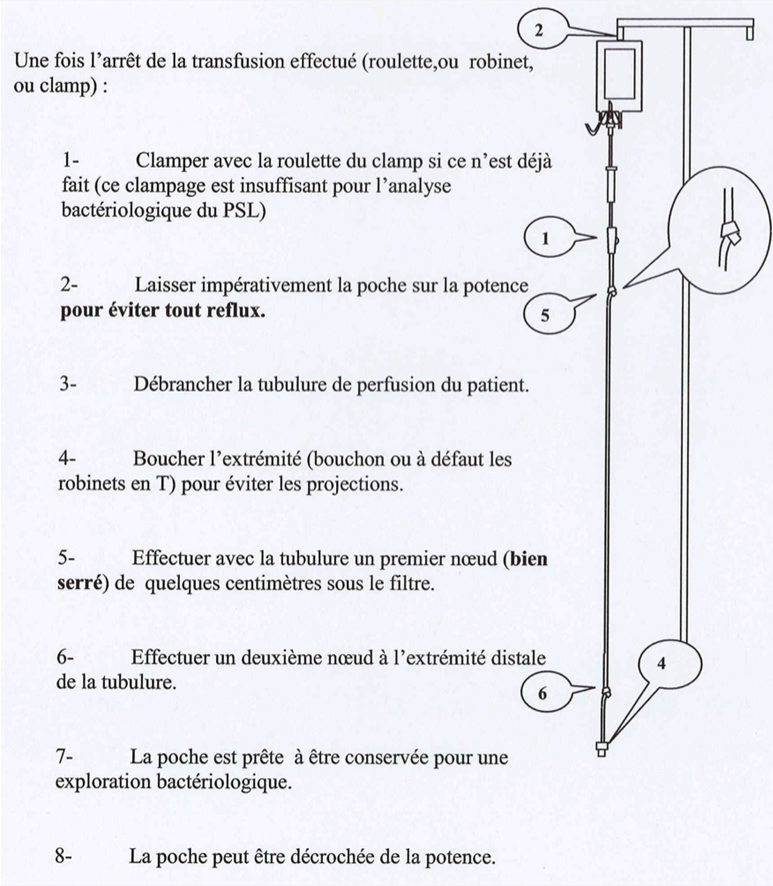 2
Une fois l'arrêt de la transfusion effectué (roulette,ou robinet,
ou clamp) :
1- Clamper avec la roulette du clamp si ce n'est déjà
fait (ce clampage est insuffisant pour l'analyse
bactériologique du PSL)
1
2- Laisser impérativement la poche sur la potence
pour éviter tout reflux.
5
3- Débrancher la tubulure de perfusion du patient.
4- Boucher l'extrémité (bouchon ou à défaut les
robinets en T) pour éviter les projections.
5- Effectuer avec la tubulure un premier nœud (bien
serré) de quelques centimètres sous le filtre.
6- Effectuer un deuxième nœud à l'extrémité distale
de la tubulure.
4
6
7- La poche est prête à être conservée pour une
exploration bactériologique.
8- La poche peut être décrochée de la potence.